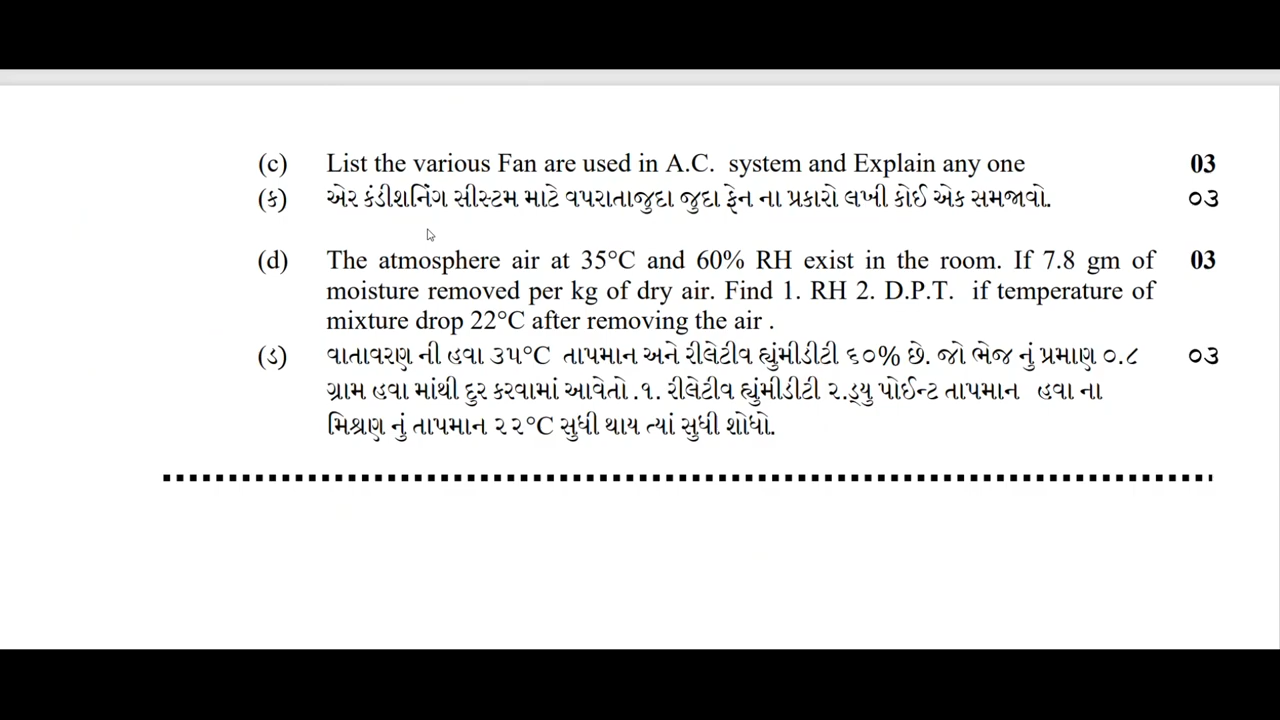 (c) List the various Fan are used in A.C. system and Explain any one 03
(ક) એર કંડીશનિંગ સીસ્ટમ માટે વપરાતાજુદા જુદા ફેન ના પ્રકારો લખી કોઈ એક સમજાવો. ૦૩
(d) The atmosphere air at 35°C and 60% RH exist in the room. If 7.8 gm of 03
moisture removed per kg of dry air. Find 1. RH 2. D.P.T. if temperature of
mixture drop 22°C after removing the air .
(ડ) વાતાવરણ ની હવા ૩૫°C તાપમાન અને રીલેટીવ હ્યુંમીડીટી ૬૦% છે. જો ભેજ નું પ્રમાણ ૦.૮ ૦૩
ગ્રામ હવા માંથી દુર કરવામાં આવેતો .૧. રીલેટીવ હ્યુંમીડીટી ૨.ડ્યુ પોઈન્ટ તાપમાન હવા ના
મિશ્રણ નું તાપમાન ૨૨°C સુધી થાય ત્યાં સુધી શોધો.